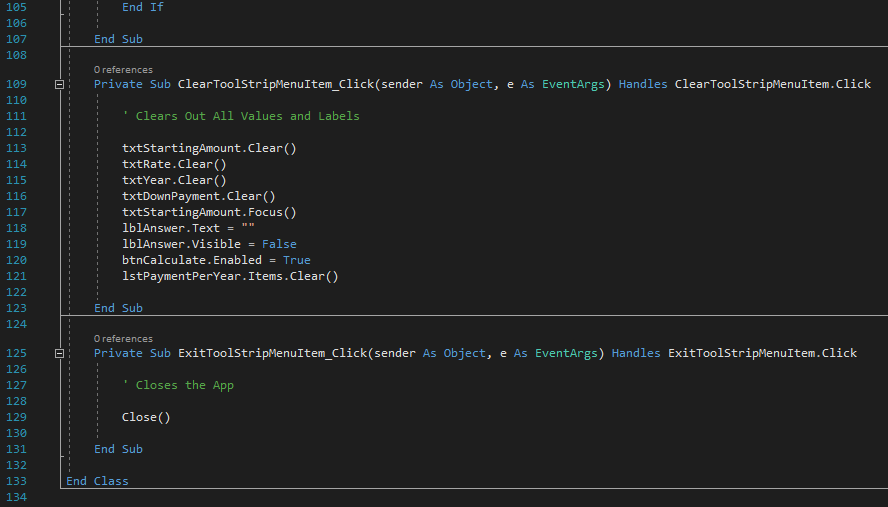 105 End If
106
107 End Sub
108
0 references
109 Private Sub ClearToolStripMenuItem_Click(sender As Object, e As EventArgs) Handles ClearToolStripMenuItem.Click
110
111 ' Clears Out All Values and Labels
112
113 txtStartingAmount.Clear()
114 txtRate.Clear()
115 txtYear.Clear()
116 txtDownPayment.Clear()
117 txtStartingAmount.Focus()
118 lblAnswer.Text = ""
119 lblAnswer.Visible = False
120 btnCalculate.Enabled = True
121 lstPaymentPerYear.Items.Clear()
122
123 End Sub
124
0 references
125 Private Sub ExitToolStripMenuItem_Click(sender As Object, e As EventArgs) Handles ExitToolStripMenuItem.Click
126
127 ' Closes the App
128
129 Close()
130
131 End Sub
132
133 End Class
134